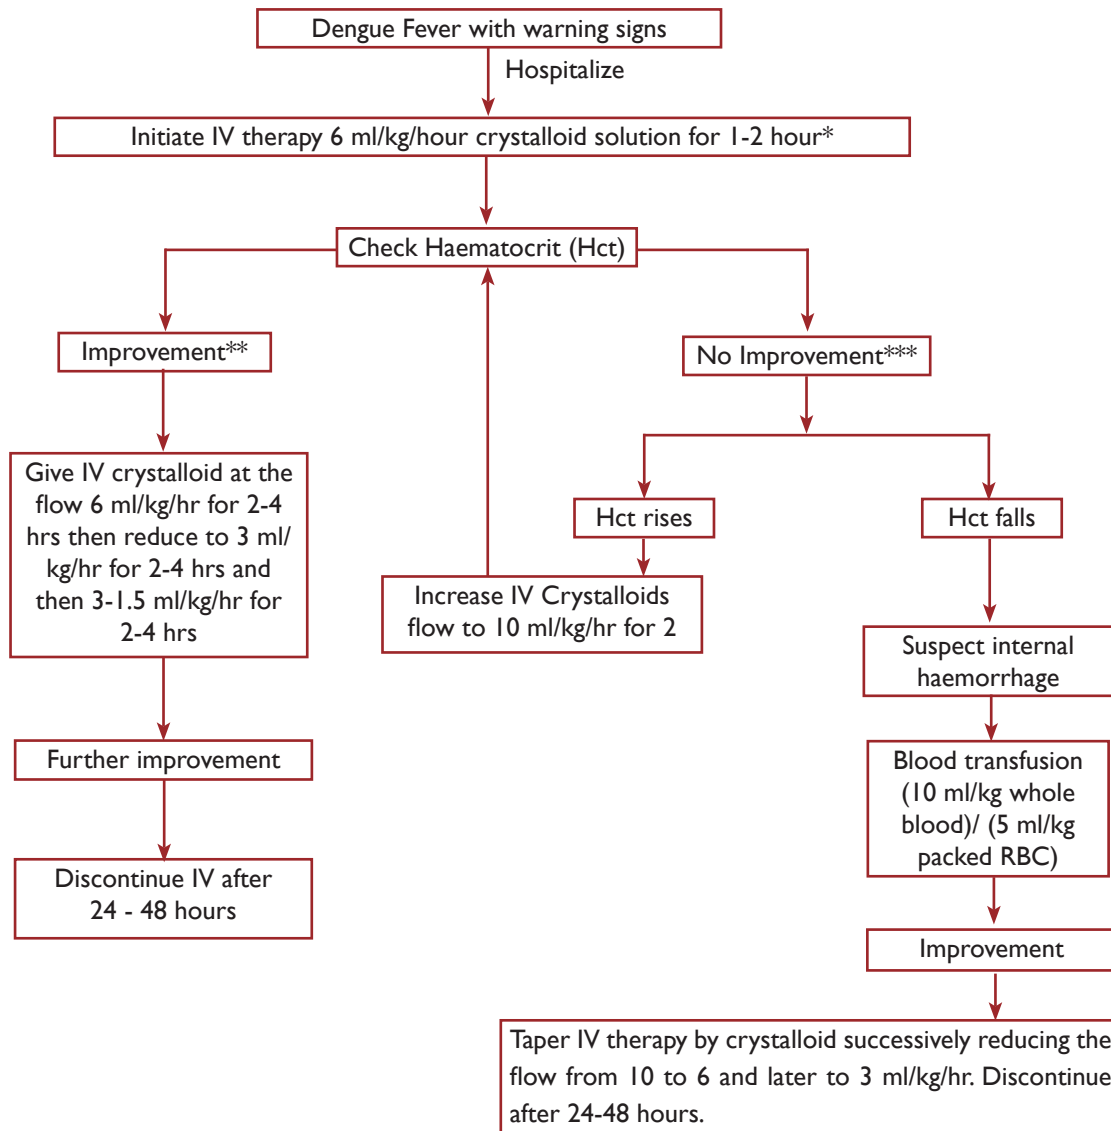 Dengue Fever with warning signs
Hospitalize
Initiate IV therapy 6 ml/kg/hour crystalloid solution for 1-2 hour*
Check Haematocrit (Hct)
Improvement**
No Improvement***
Give IV crystalloid at the
flow 6 ml/kg/hr for 2-4
hrs then reduce to 3 ml/
kg/hr for 2-4 hrs and
then 3-1.5 ml/kg/hr for
2-4 hrs
Hct rises
Hct falls
Increase IV Crystalloids
flow to 10 ml/kg/hr for 2
Suspect internal
haemorrhage
Further improvement
Blood transfusion
(10 ml/kg whole
blood)/ (5 ml/kg
packed RBC)
Discontinue IV after
24 - 48 hours
Improvement
Taper IV therapy by crystalloid successively reducing the
flow from 10 to 6 and later to 3 ml/kg/hr. Discontinue
after 24-48 hours.